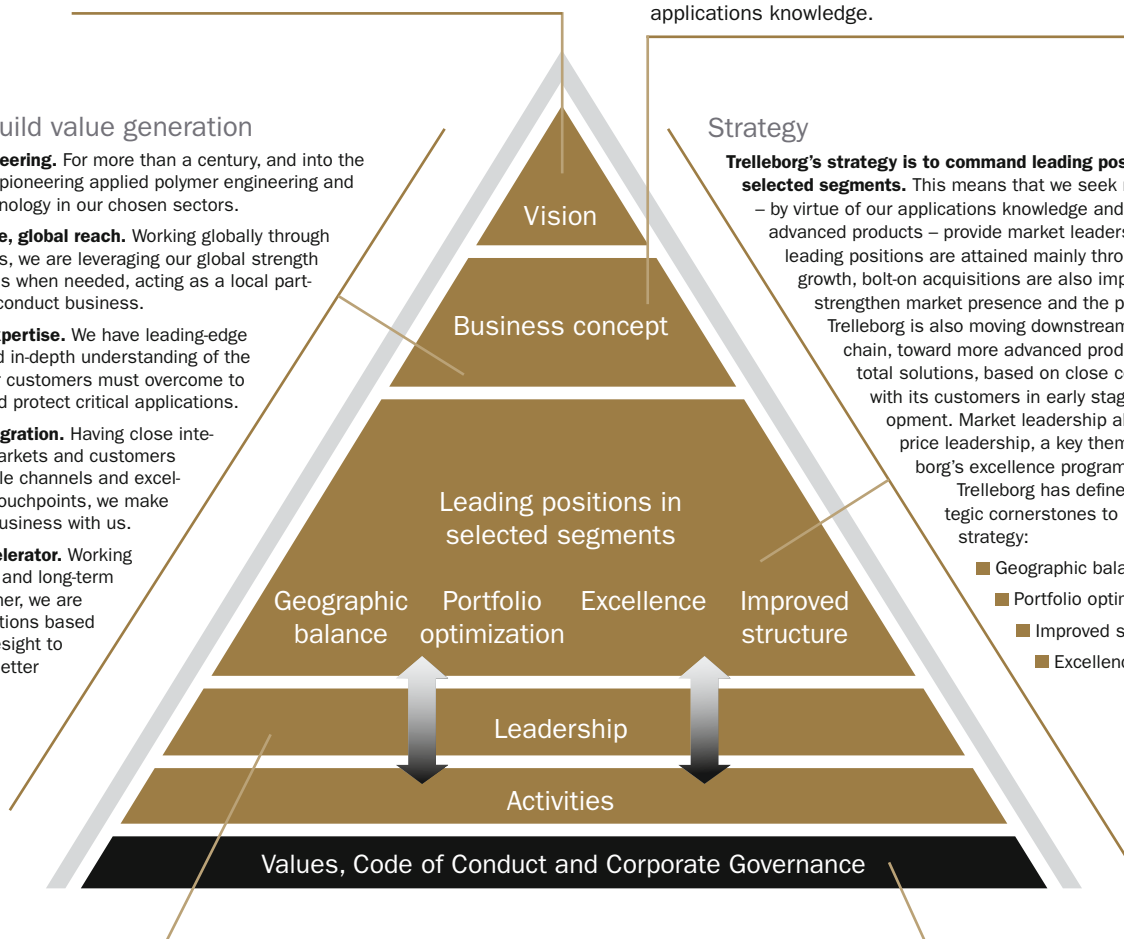 applications knowledge.
uild value generation
eering. For more than a century, and into the
pioneering applied polymer engineering and
nology in our chosen sectors.
e, global reach. Working globally through
s, we are leveraging our global strength
s when needed, acting as a local part-
conduct business.
xpertise. We have leading-edge
d in-depth understanding of the
r customers must overcome to
d protect critical applications.
gration. Having close inte-
arkets and customers
le channels and excel-
ouchpoints, we make
usiness with us.
elerator. Working
and long-term
ner, we are
tions based
esight to
etter
Vision
Business concept
Leading positions in
selected segments
Geographic balance
Portfolio optimization
Excellence
Improved structure
Leadership
Activities
Values, Code of Conduct and Corporate Governance
Strategy
Trelleborg's strategy is to command leading pos
selected segments. This means that we seek
– by virtue of our applications knowledge and
advanced products – provide market leaders
leading positions are attained mainly thro
growth, bolt-on acquisitions are also imp
strengthen market presence and the p
Trelleborg is also moving downstream
chain, toward more advanced prod
total solutions, based on close c
with its customers in early stag
opment. Market leadership al
price leadership, a key them
borg's excellence program
Trelleborg has define
tegic cornerstones to
strategy:
Geographic bala
Portfolio optim
Improved s
Excellenc